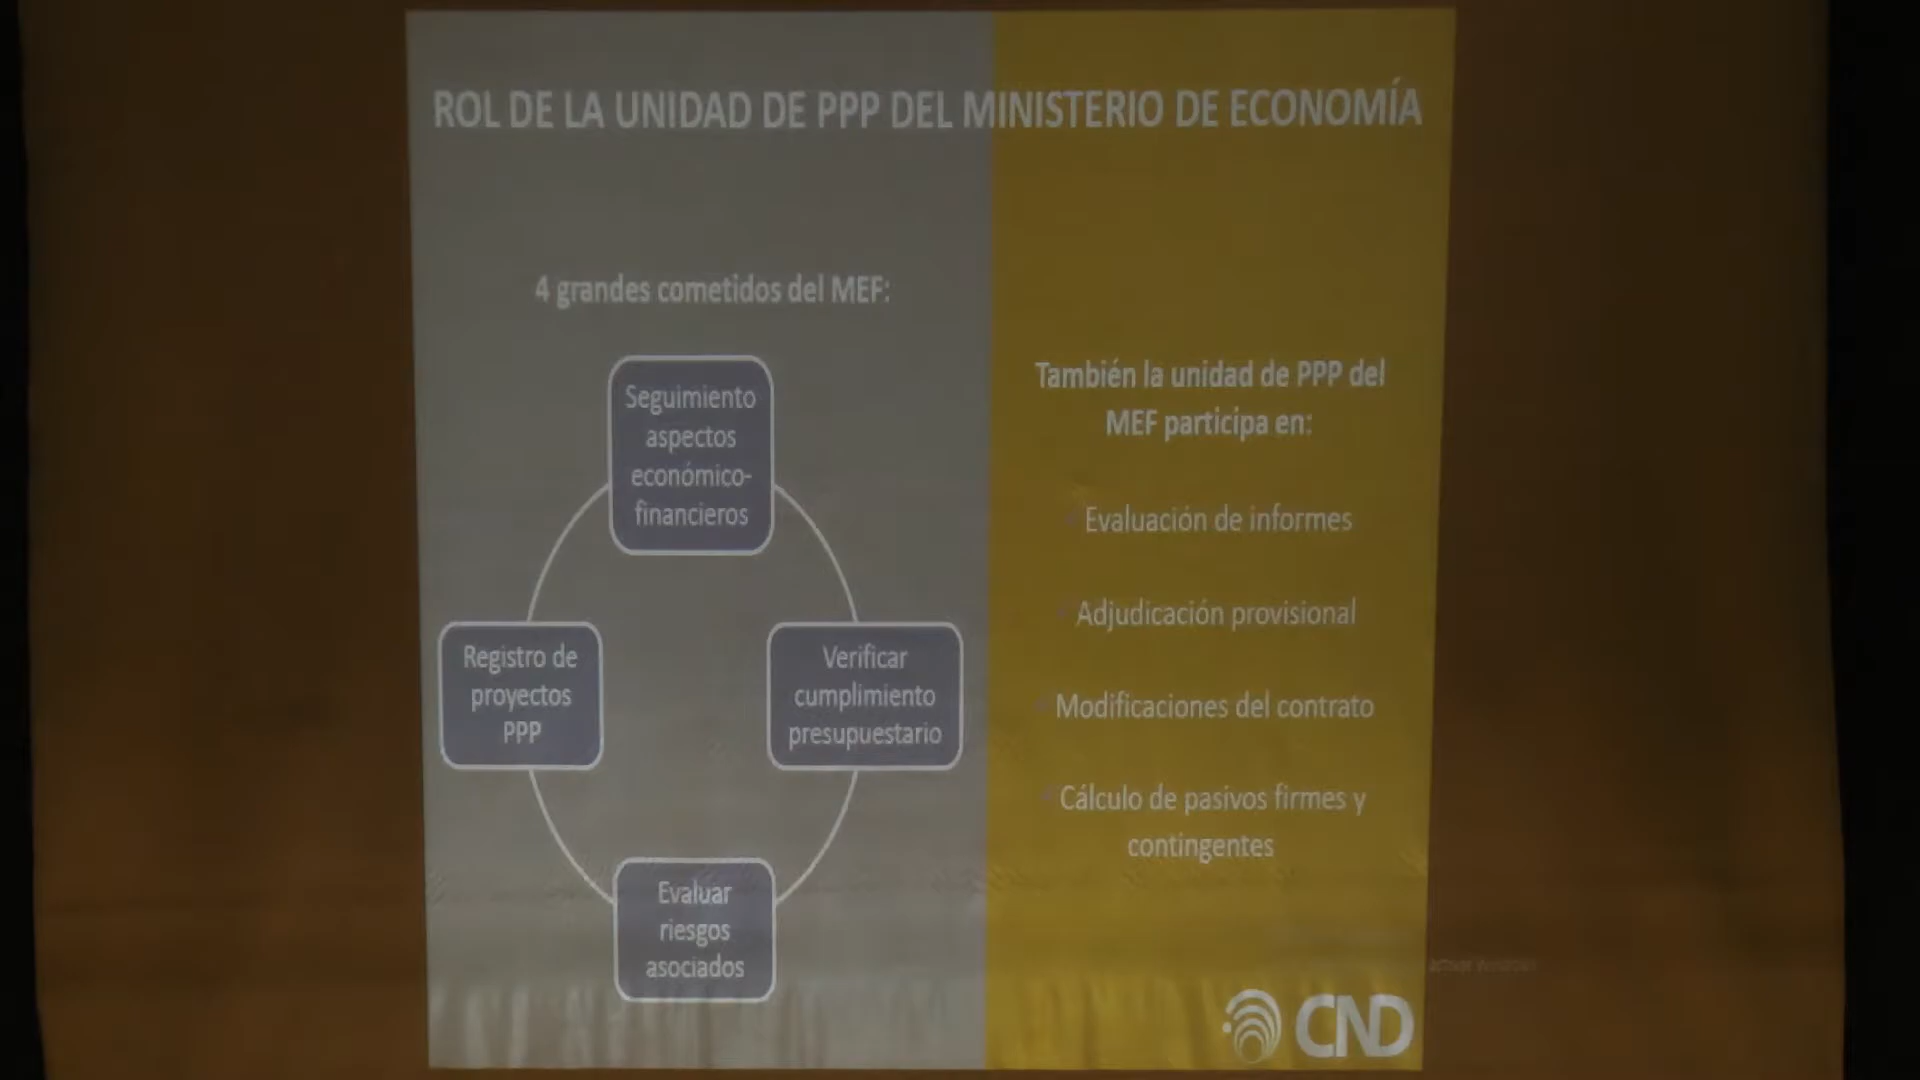 ROL DE LA UNIDAD DE PPP DEL MINISTERIO DE ECONOMÍA
4 grandes cometidos del MEF:
Seguimiento
aspectos
económico-
financieros
Registro de
proyectos
PPP
Verificar
cumplimiento
presupuestario
Evaluar
riesgos
asociados
También la unidad de PPP del
MEF participa en:
Evaluación de informes
Adjudicación provisional
Modificaciones del contrato
Cálculo de pasivos firmes y
contingentes
CND